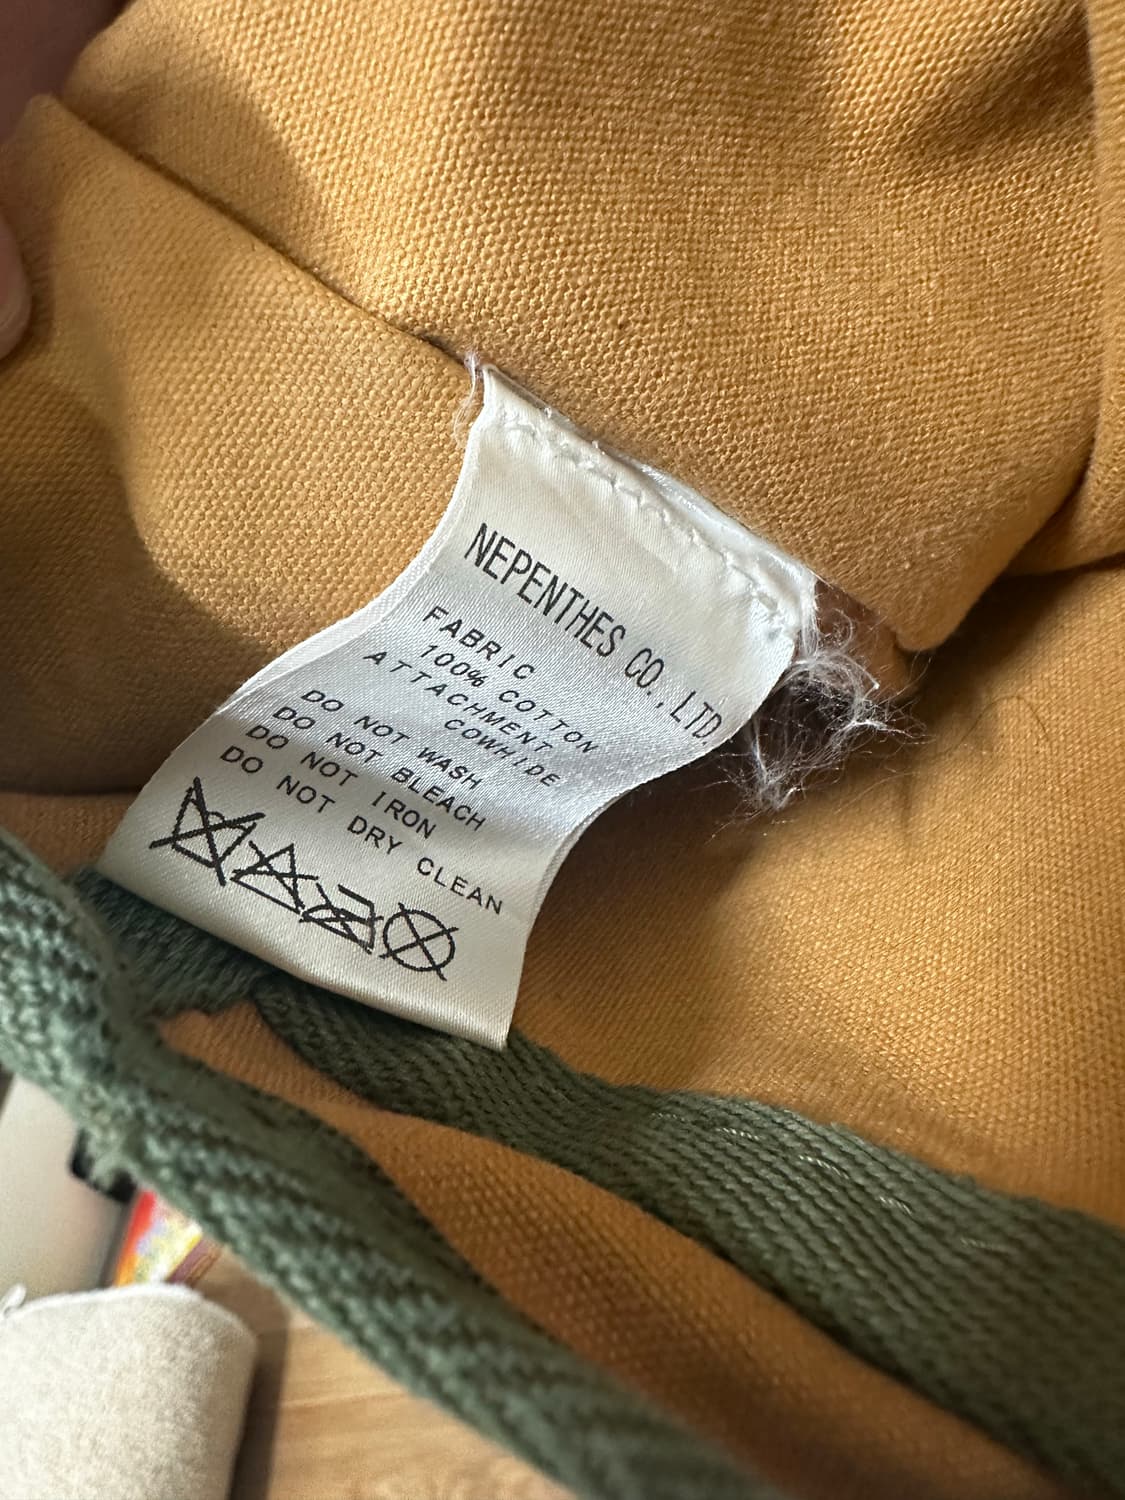 NEPENTHES CO., LTD
FABRIC
100% COTTON
ATTACHMENT
COWHIDE
DO NOT WASH
DO NOT BLEACH
DO NOT IRON
DO NOT DRY CLEAN